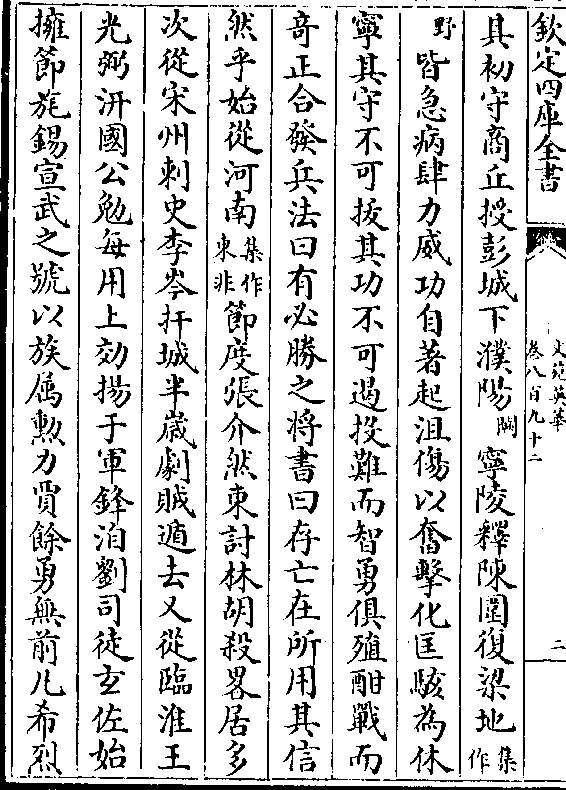 欽定四庫全書
文苑英華
卷八百九十二
二
其初守商丘授彭城下濮陽闕寧陵釋陳圍復梁地集作
野皆急病肆力威功自著起沮傷以奮擊化匡駭為休
寧其守不可拔其功不可遏投難而智勇俱殖酣戰而
竒正合發兵法曰有必勝之將書曰存亡在所用其信
然乎始從河南集作東非節度張介然東討林胡殺畧居多
次從宋州刺史李岑扞城半嵗劇賊遁去又從臨淮王
光弼汧國公勉每用上効揚于軍鋒洎劉司徒𤣥佐始
擁節旄錫宣武之號以族属勲力賈餘勇無前凡希烈